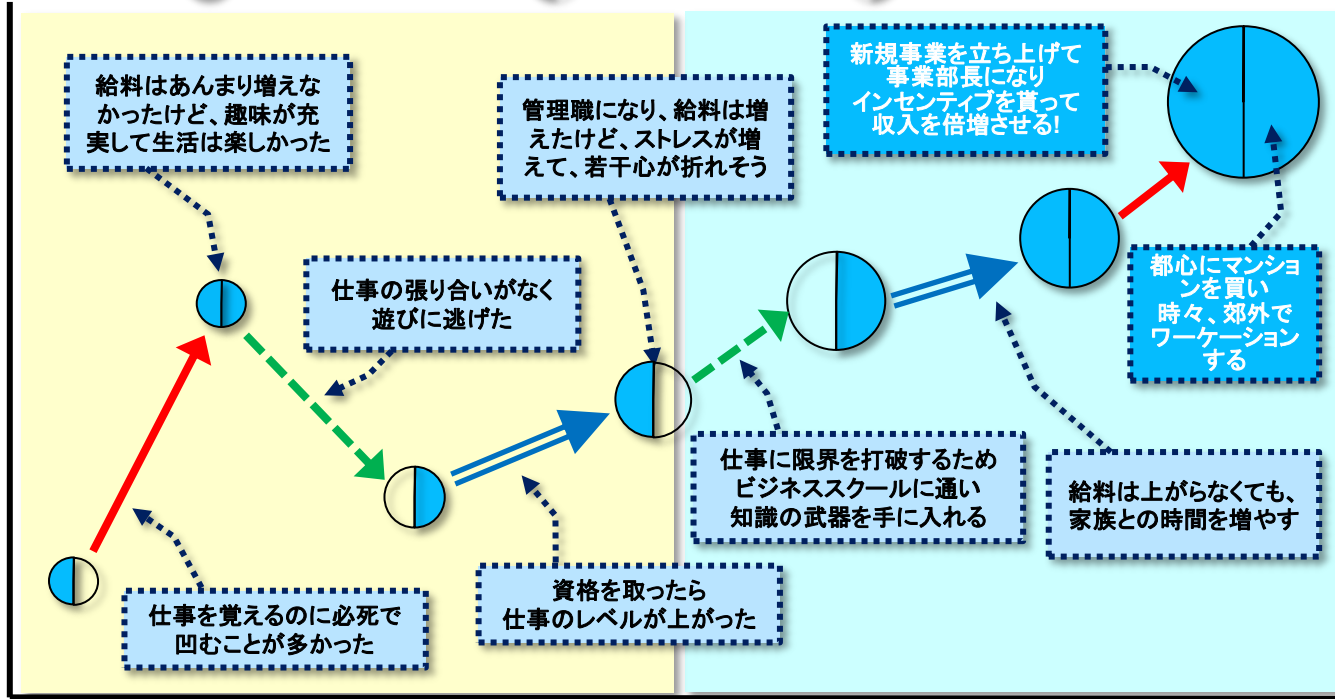 給料はあんまり増えな
かったけど、趣味が充
実して生活は楽しかった
管理職になり、給料は増
えたけど、ストレスが増
えて、若干心が折れそう
新規事業を立ち上げて
事業部長になり
インセンティブを貰って
収入を倍増させる!
仕事の張り合いがなく
遊びに逃げた
都心にマンショ
ンを買い
時々、郊外で
ワーケーション
する
仕事に限界を打破するため
ビジネススクールに通い
知識の武器を手に入れる
給料は上がらなくても、
家族との時間を増やす
資格を取ったら
仕事のレベルが上がった
仕事を覚えるのに必死で
凹むことが多かった